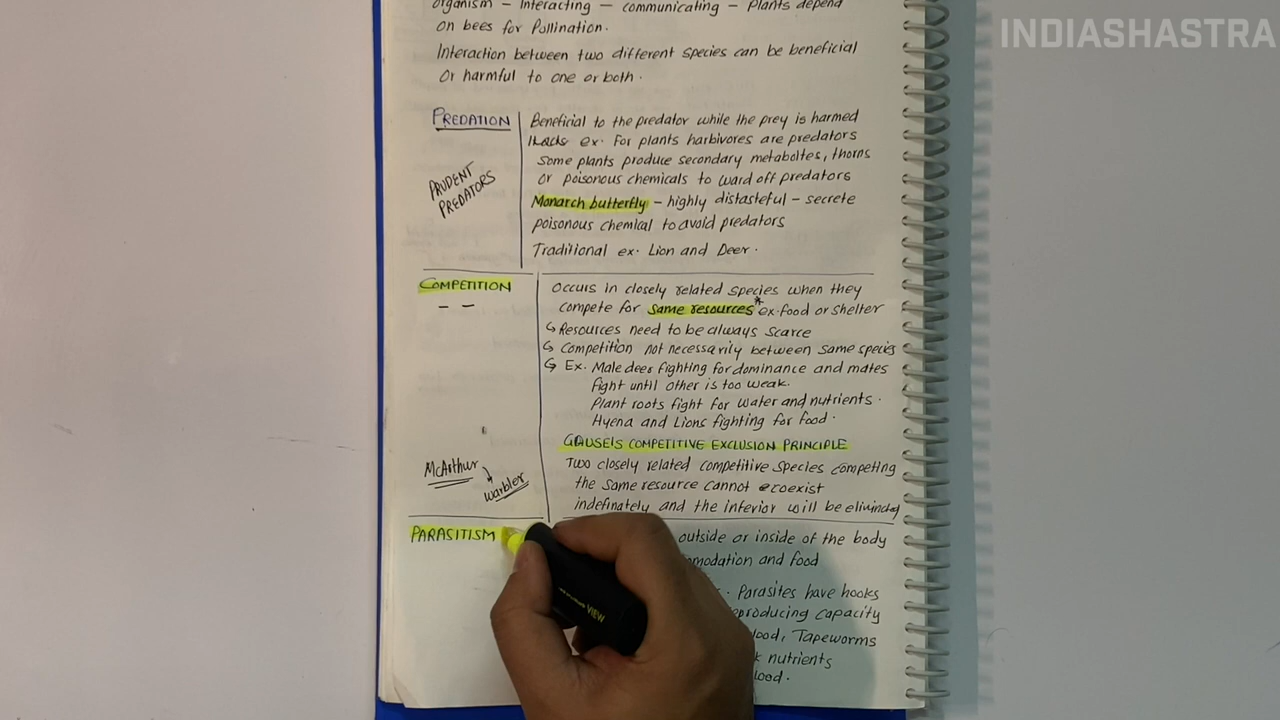 INDIASHASTRA
organism - Interacting - communicating - Plants depend
on bees for Pollination.
Interaction between two different species can be beneficial
or harmful to one or both.
PREDATION
Beneficial to the predator while the prey is harmed
ex. For plants harbivores are predators
some plants produce secondary metaboltes, thorns
or poisonous chemicals to ward off predators
PRUDENT
PREDATORS
Monarch butterfly - highly distasteful - secrete
poisonous chemical to avoid predators
Traditional ex. Lion and Deer.
COMPETITION
Occurs in closely related species when they
compete for same resources* ex.food or shelter
↳ Resources need to be always scarce
↳ Competition not necessarily between same species
↳ Ex. Male deer fighting for dominance and mates
fight until other is too weak.
Plant roots fight for water and nutrients.
Hyena and Lions fighting for food.
GAUSE'S COMPETITIVE EXCLUSION PRINCIPLE
McArthur
warbler
Two closely related competitive species competing
the same resource cannot coexist
indefinately and the inferior will be
PARASITISM
outside or inside of the body
modation and food
. Parasites have hooks
reproducing capacity
lood, Tapeworms
k nutrients
lood.
VIEW